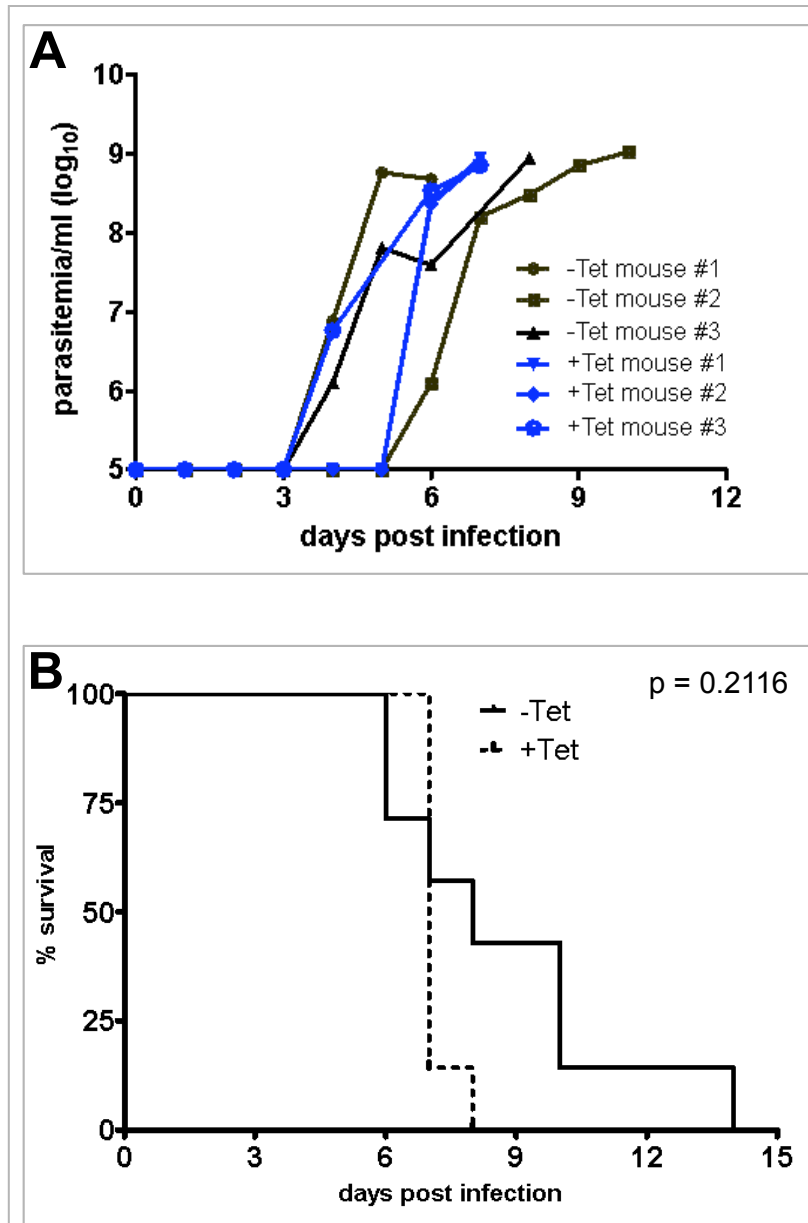 A
10
9
8
7
6
5
parasitemia/ml (log10)
-Tet mouse #1
-Tet mouse #2
-Tet mouse #3
+Tet mouse #1
+Tet mouse #2
+Tet mouse #3
0 3 6 9 12
days post infection
B
p = 0.2116
100
75
50
25
0
% survival
-Tet
+Tet
0 3 6 9 12 15
days post infection